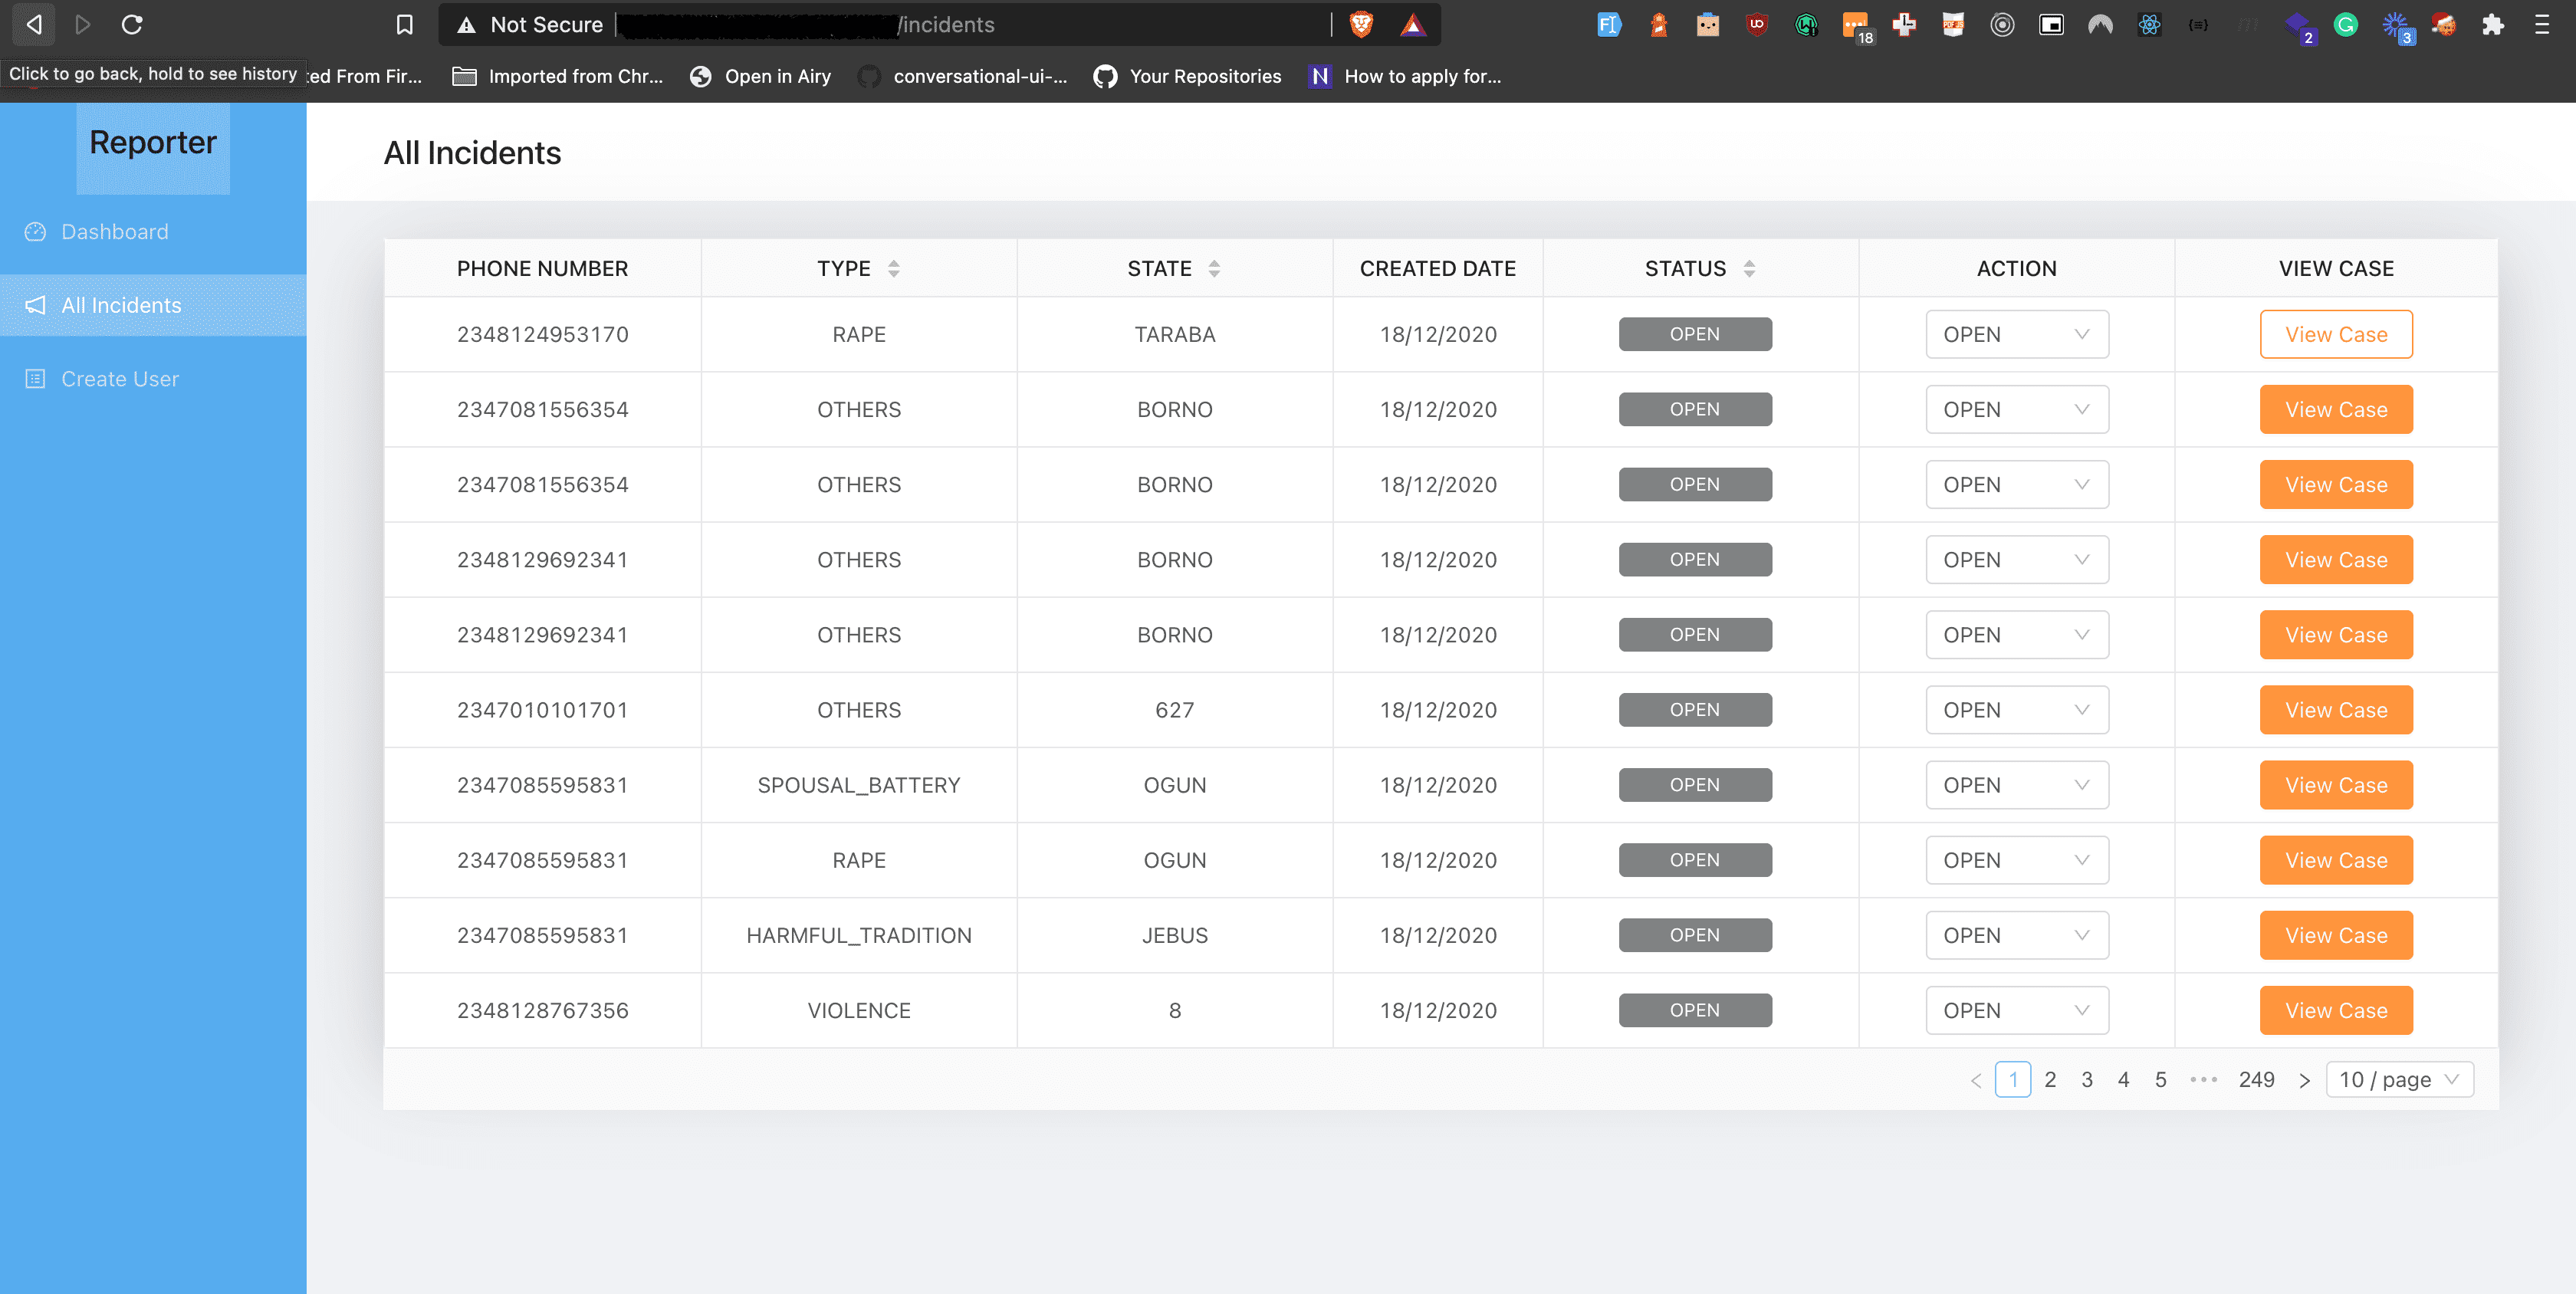 Not Secure /incidents
18 2 3
Click to go back, hold to see history ted From Fir... Imported from Chr... Open in Airy conversational-ui-... Your Repositories N How to apply for...
Reporter
Dashboard
All Incidents
Create User
All Incidents
PHONE NUMBER TYPE STATE CREATED DATE STATUS ACTION VIEW CASE
2348124953170 RAPE TARABA 18/12/2020 OPEN OPEN View Case
2347081556354 OTHERS BORNO 18/12/2020 OPEN OPEN View Case
2347081556354 OTHERS BORNO 18/12/2020 OPEN OPEN View Case
2348129692341 OTHERS BORNO 18/12/2020 OPEN OPEN View Case
2348129692341 OTHERS BORNO 18/12/2020 OPEN OPEN View Case
2347010101701 OTHERS 627 18/12/2020 OPEN OPEN View Case
2347085595831 SPOUSAL_BATTERY OGUN 18/12/2020 OPEN OPEN View Case
2347085595831 RAPE OGUN 18/12/2020 OPEN OPEN View Case
2347085595831 HARMFUL_TRADITION JEBUS 18/12/2020 OPEN OPEN View Case
2348128767356 VIOLENCE 8 18/12/2020 OPEN OPEN View Case
< 1 2 3 4 5 ••• 249 > 10 / page